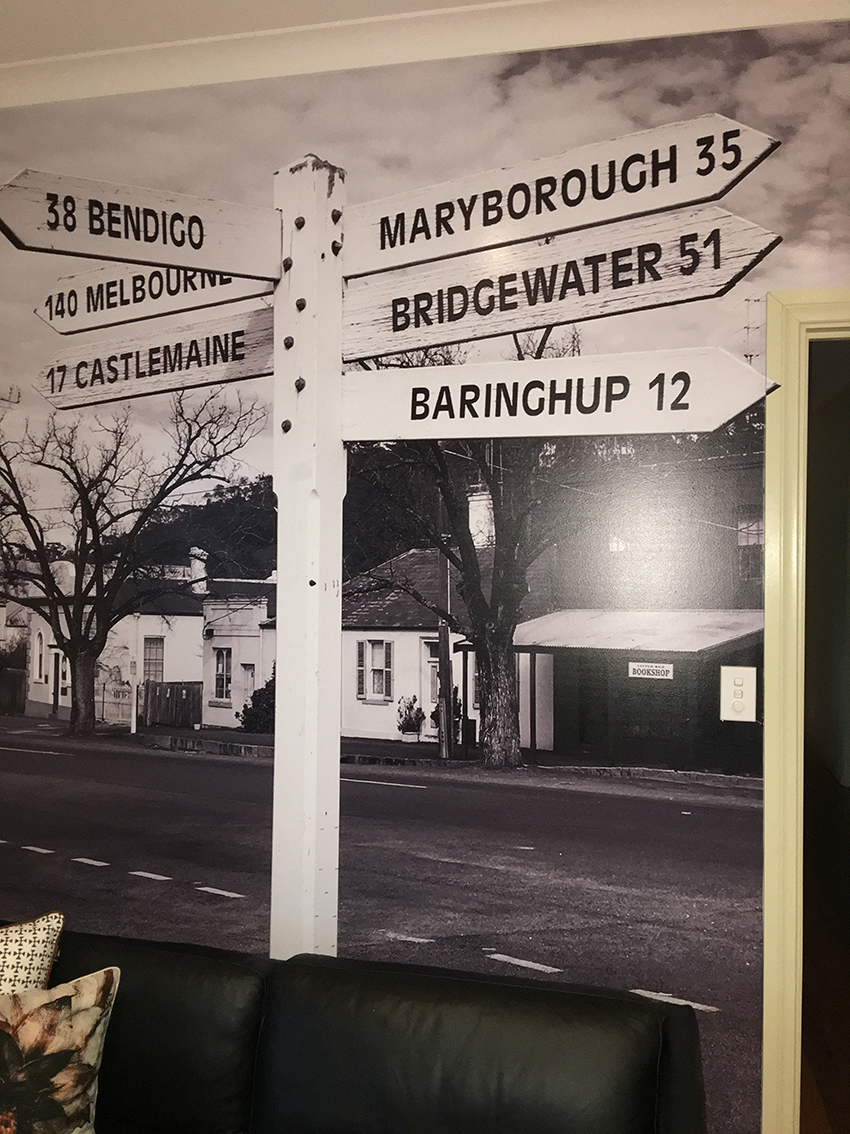 38 BENDIGO
140 MELBOURNE
17 CASTLEMAINE
MARYBOROUGH 35
BRIDGEWATER 51
BARINGHUP 12
BOOKSHOP